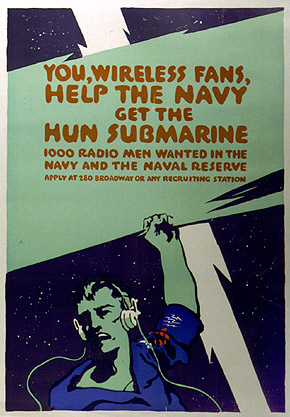 YOU, WIRELESS FANS,
HELP THE NAVY
GET THE
HUN SUBMARINE
1000 RADIO MEN WANTED IN THE
NAVY AND THE NAVAL RESERVE
APPLY AT 280 BROADWAY OR ANY RECRUITING STATION